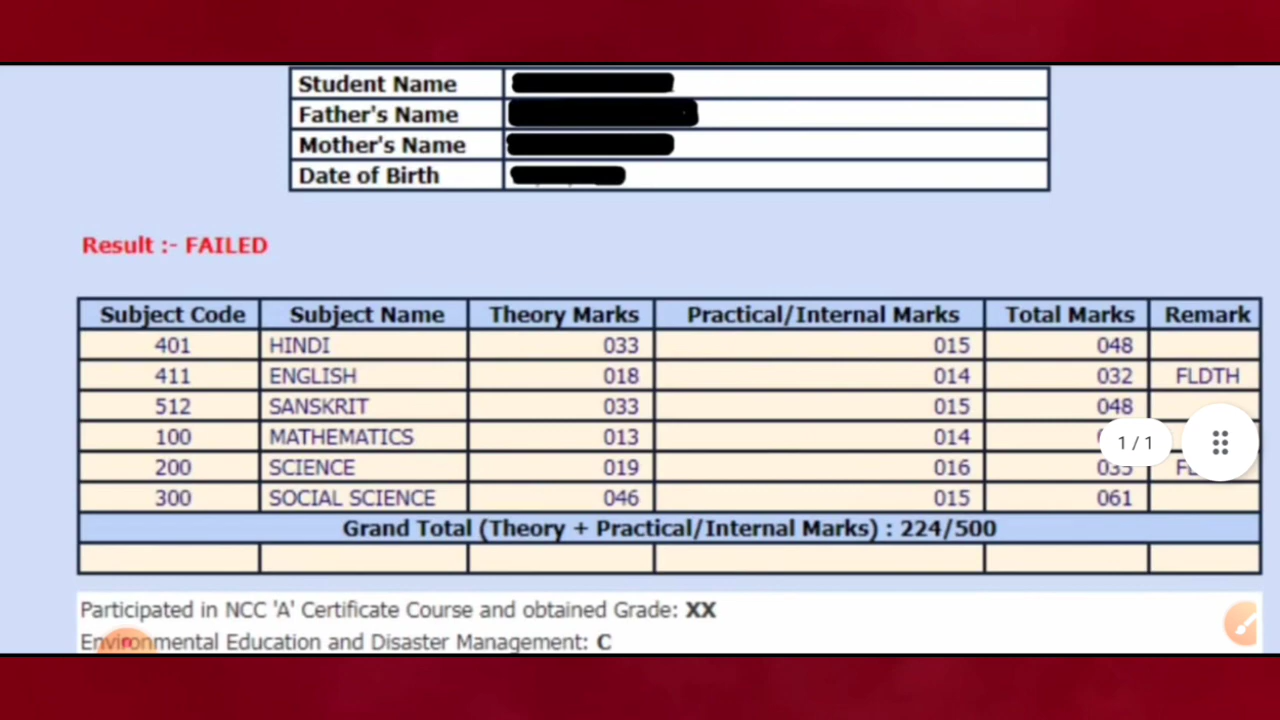 Student Name
Father's Name
Mother's Name
Date of Birth
Result :- FAILED
Subject Code Subject Name Theory Marks Practical/Internal Marks Total Marks Remark
401 HINDI 033 015 048
411 ENGLISH 018 014 032 FLDTH
512 SANSKRIT 033 015 048
100 MATHEMATICS 013 014
1 / 1
200 SCIENCE 019 016 035
300 SOCIAL SCIENCE 046 015 061
Grand Total (Theory + Practical/Internal Marks) : 224/500
Participated in NCC 'A' Certificate Course and obtained Grade: XX
Environmental Education and Disaster Management: C